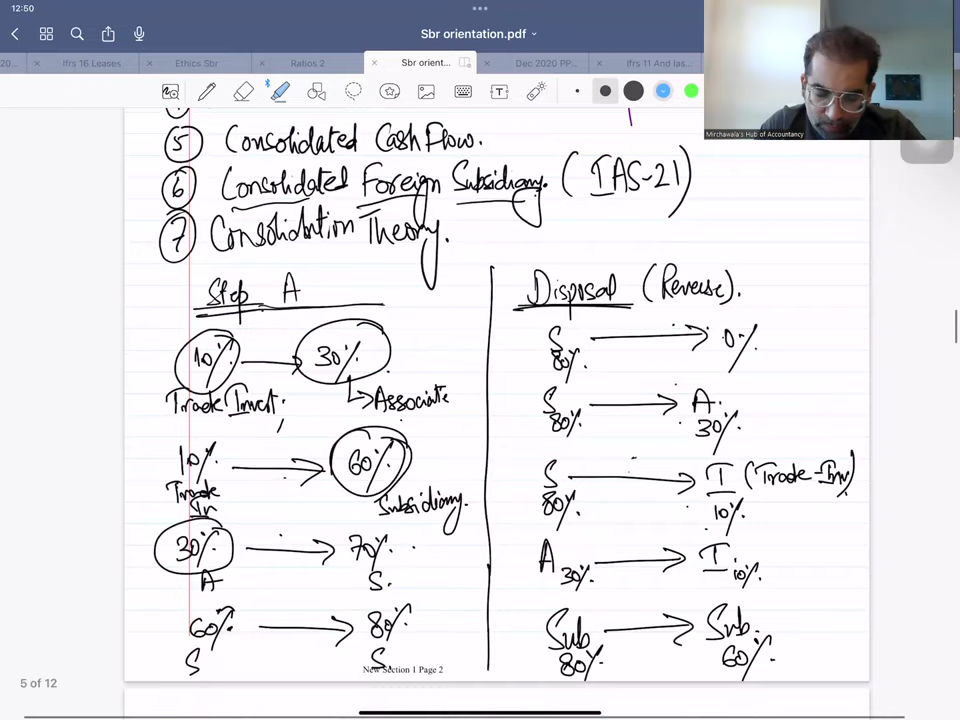 12:50
Sbr orientation.pdf
20...
Ifrs 16 Leases
Ethics Sbr
Ratios 2
Sbr orient...
Dec 2020 PP...
Ifrs 11 And las...
Mirchawala's Hub of Accountancy
5 Consolidated Cash Flow.
6 Consolidated Foreign Subsidiary. (IAS-21)
7 Consolidation Theory.
Step A
10% → 30%
Trade Invst;
Associate
10% → 60%
Trade In
Subsidiary.
30% → 70%.
A S.
60% → 80%.
S S.
Disposal (Reverse).
S 80%. → 0%
S 80%. → A. 30%.
S 80%. → T (Trade-Inv) 10%.
A 30%. → T 10%.
Sub 80%. → Sub. 60%.
New Section 1 Page 2
5 of 12